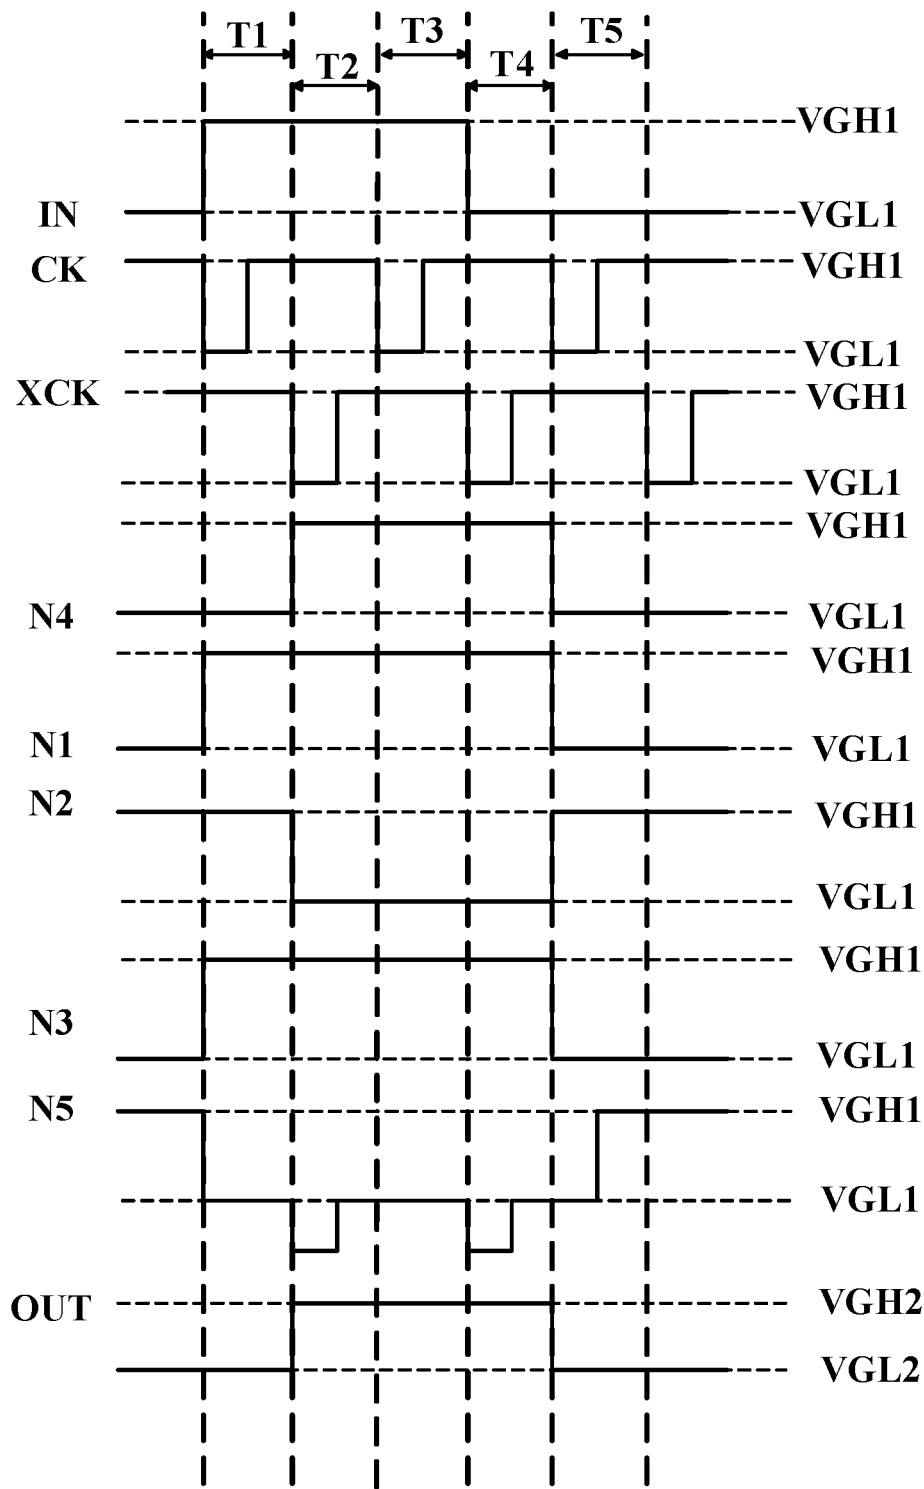 T1 T3 T5
T2 T4
VGH1
IN VGL1
CK VGH1
VGL1
XCK VGH1
VGL1
VGH1
N4 VGL1
VGH1
N1 VGL1
N2 VGH1
VGL1
VGH1
N3
VGL1
N5 VGH1
VGL1
OUT VGH2
VGL2